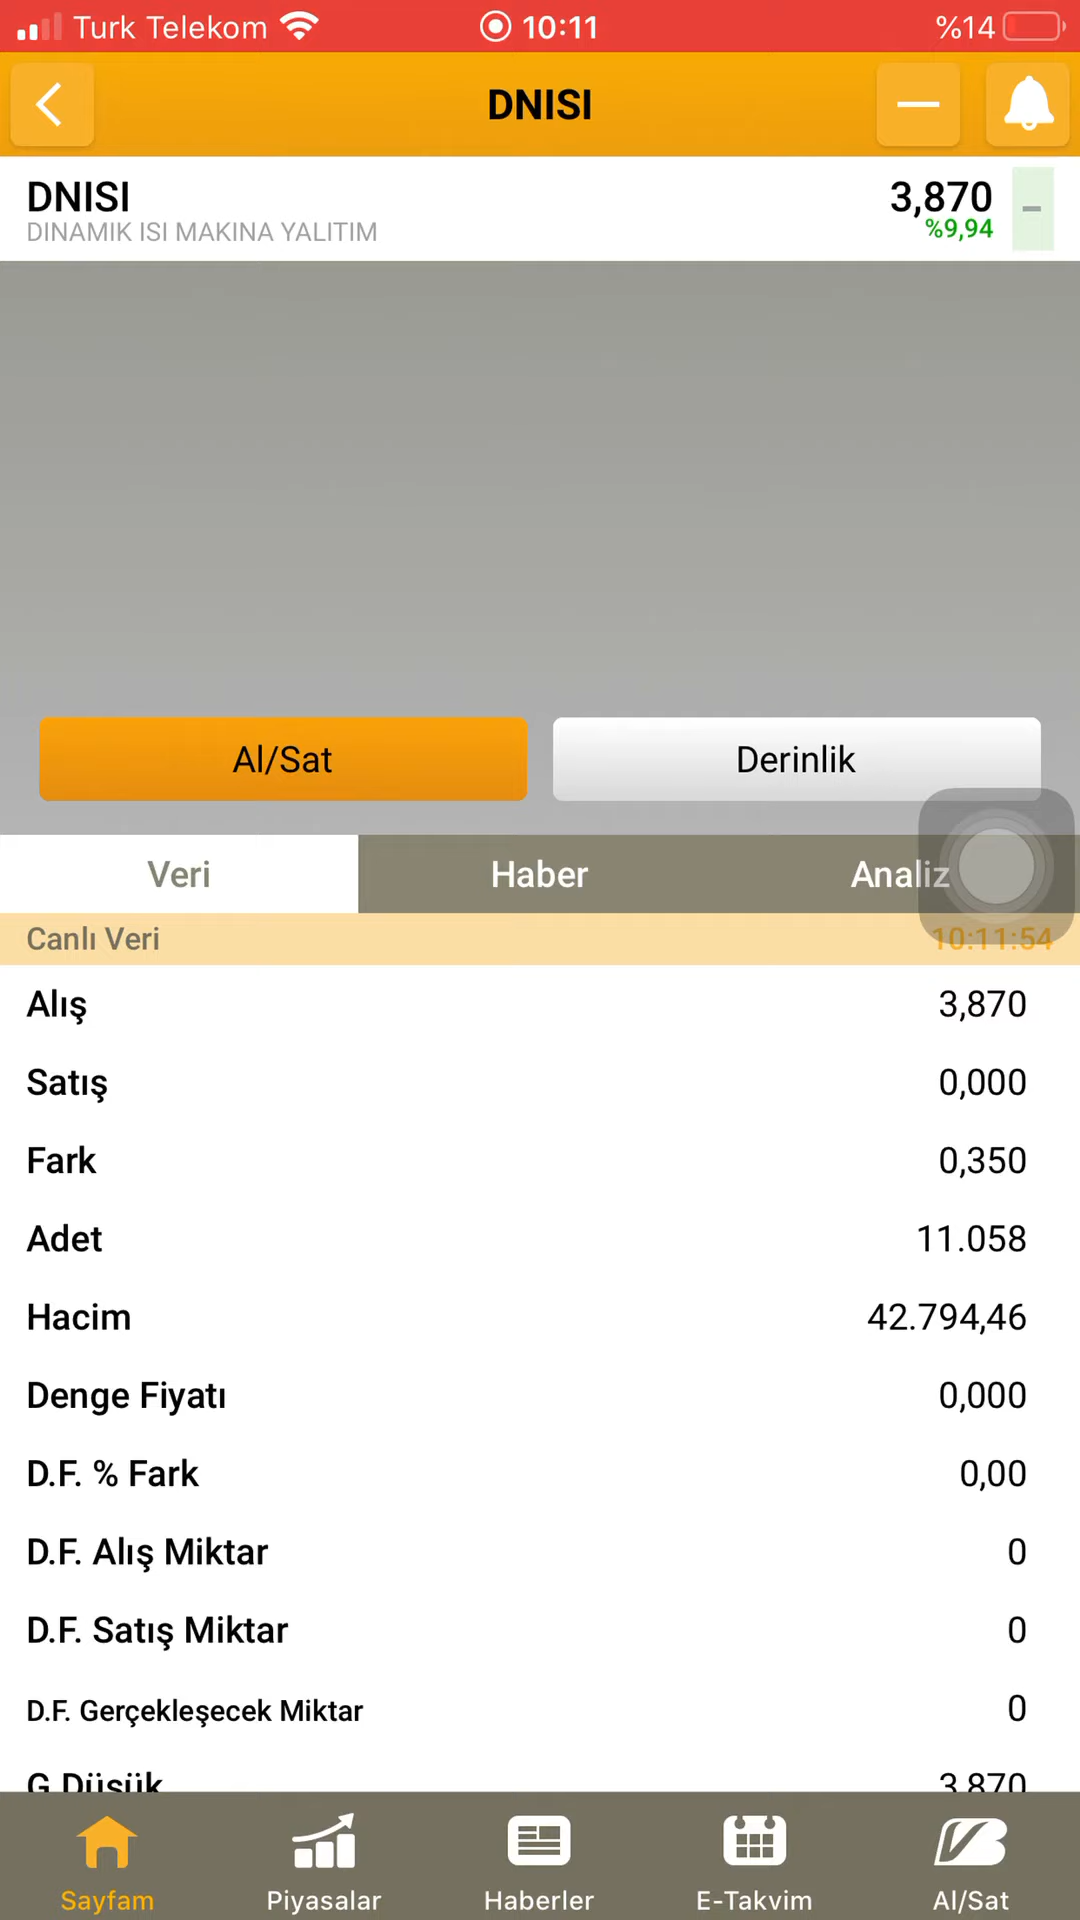 Turk Telekom 10:11 %14
DNISI
DNISI 3,870
DINAMIK ISI MAKINA YALITIM %9,94
Al/Sat Derinlik
Veri Haber Analiz
Canlı Veri 10:11:54
Alış 3,870
Satış 0,000
Fark 0,350
Adet 11.058
Hacim 42.794,46
Denge Fiyatı 0,000
D.F. % Fark 0,00
D.F. Alış Miktar 0
D.F. Satış Miktar 0
D.F. Gerçekleşecek Miktar 0
G.Düşük 3,870
Sayfam Piyasalar Haberler E-Takvim Al/Sat